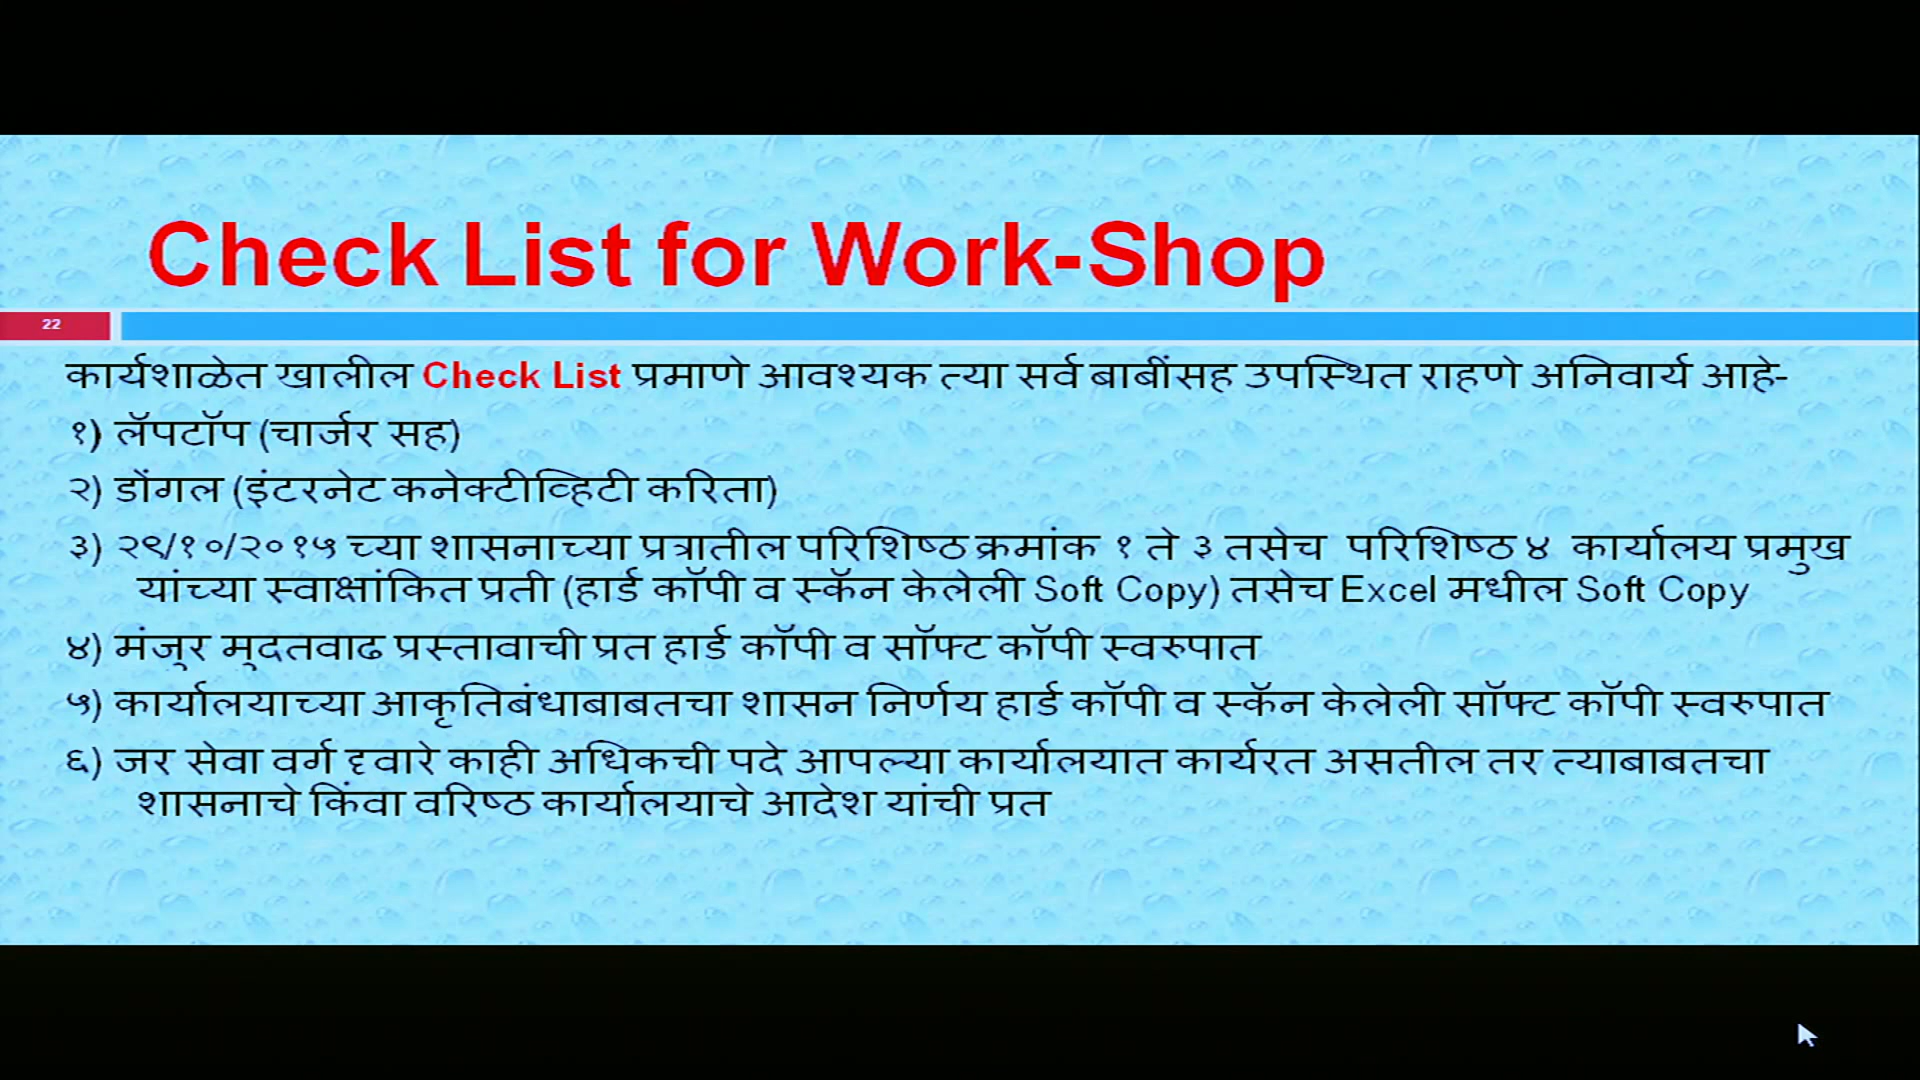 Check List for Work-Shop
22
कार्यशाळेत खालील Check List प्रमाणे आवश्यक त्या सर्व बाबींसह उपस्थित राहणे अनिवार्य आहे-
१) लॅपटॉप (चार्जर सह)
२) डोंगल (इंटरनेट कनेक्टीव्हिटी करिता)
३) २९/१०/२०१५ च्या शासनाच्या प्रत्रातील परिशिष्ठ क्रमांक १ ते ३ तसेच परिशिष्ठ ४ कार्यालय प्रमुख
यांच्या स्वाक्षांकित प्रती (हार्ड कॉपी व स्कॅन केलेली Soft Copy) तसेच Excel मधील Soft Copy
४) मंजुर मुदतवाढ प्रस्तावाची प्रत हार्ड कॉपी व सॉफ्ट कॉपी स्वरुपात
५) कार्यालयाच्या आकृतिबंधाबाबतचा शासन निर्णय हार्ड कॉपी व स्कॅन केलेली सॉफ्ट कॉपी स्वरुपात
६) जर सेवा वर्ग दृवारे काही अधिकची पदे आपल्या कार्यालयात कार्यरत असतील तर त्याबाबतचा
शासनाचे किंवा वरिष्ठ कार्यालयाचे आदेश यांची प्रत